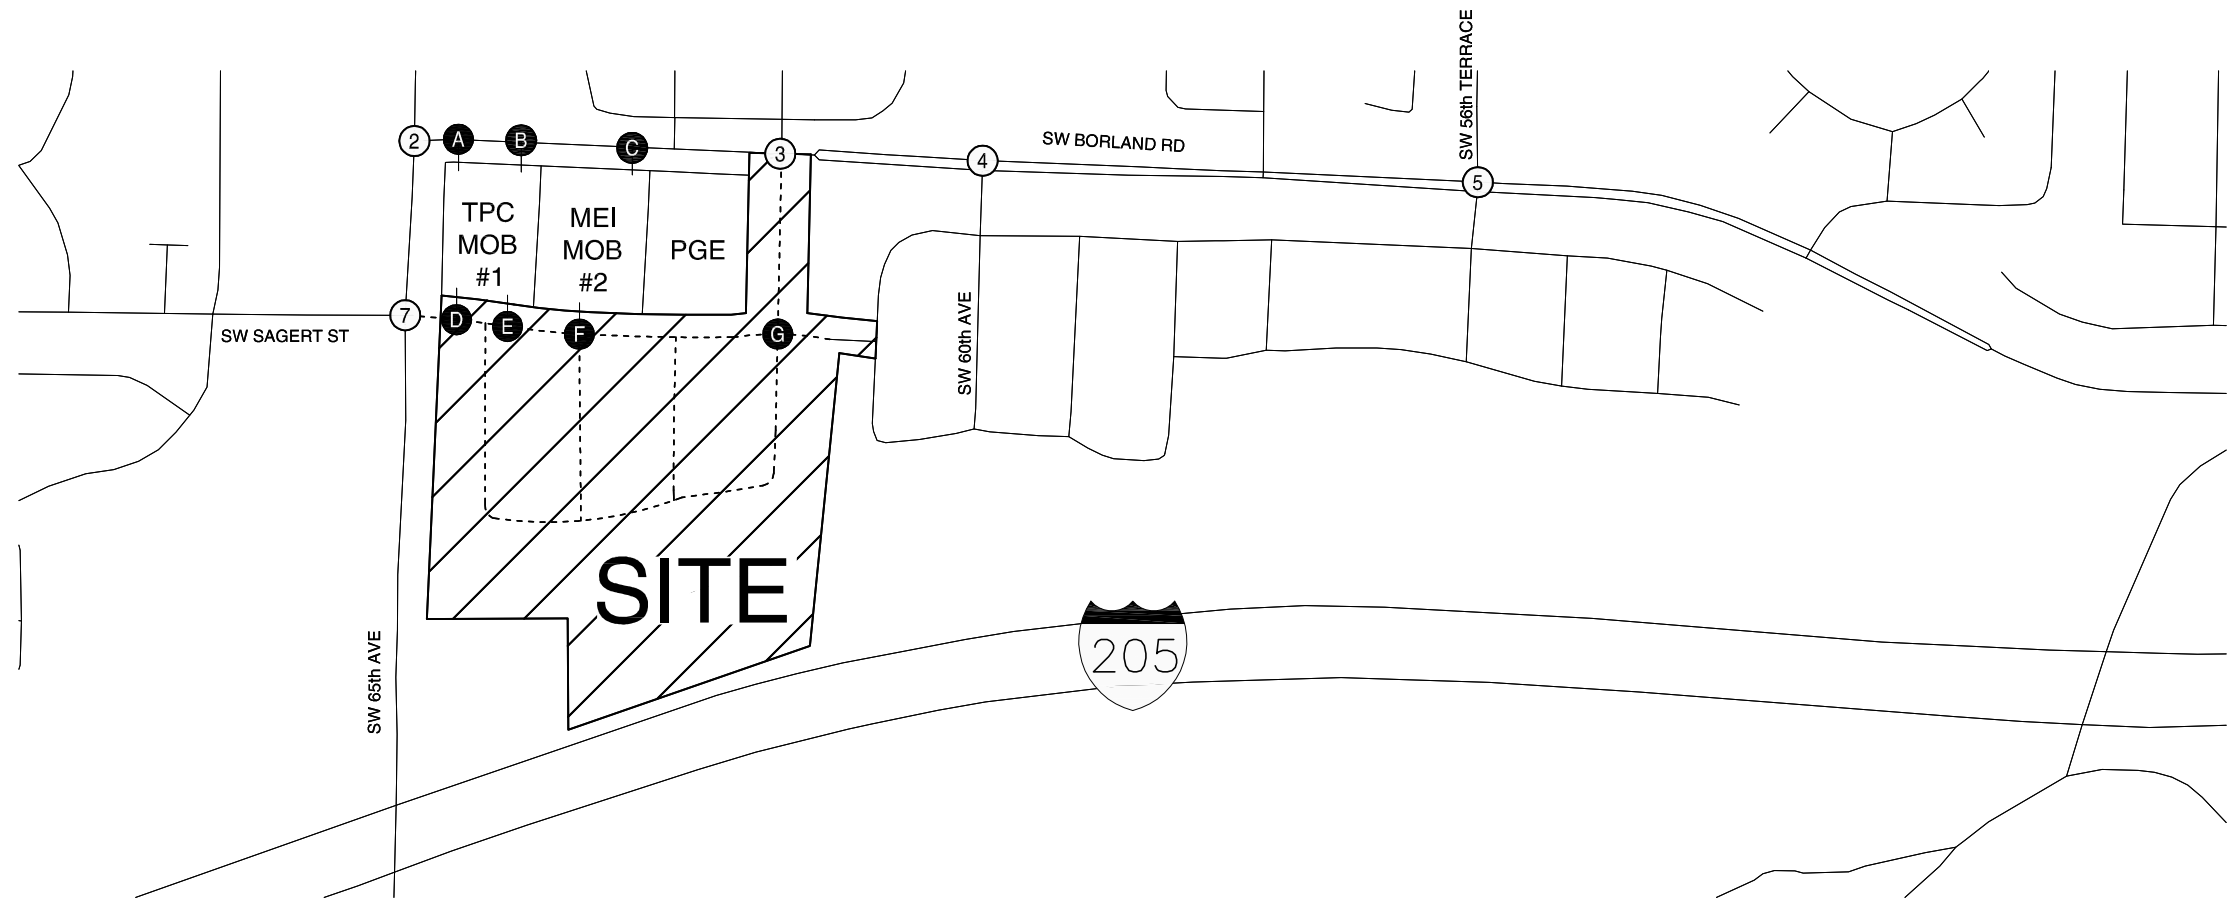 SW 56th TERRACE
SW BORLAND RD
2
A
B
C
3
4
5
TPC
MOB
#1
MEI
MOB
#2
PGE
7
D
E
F
G
SW SAGERT ST
SW 60th AVE
SITE
205
SW 65th AVE